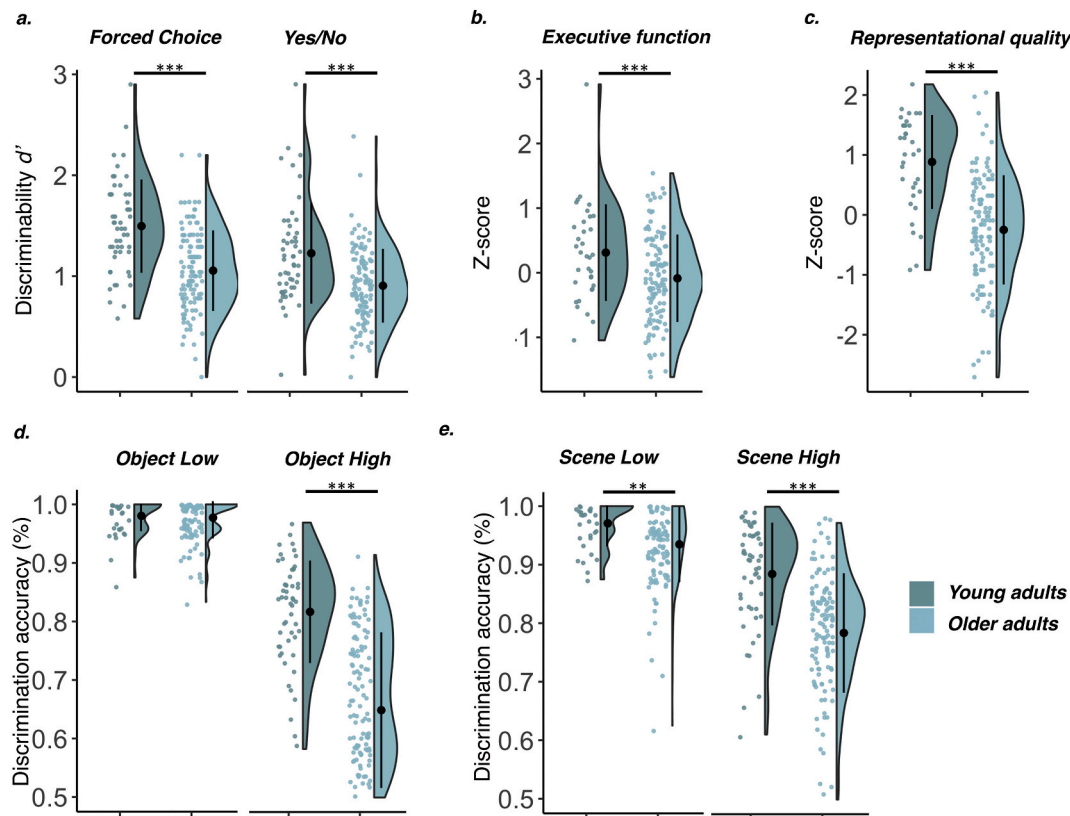 a.
Forced Choice Yes/No
*** ***
Discriminability d'
3
2
1
0
b.
Executive function
***
Z-score
3
2
1
0
·1
c.
Representational quality
***
Z-score
2
1
0
-1
-2
d.
Object Low Object High
***
Discrimination accuracy (%)
1.0
0.9
0.8
0.7
0.6
0.5
e.
Scene Low Scene High
** ***
Discrimination accuracy (%)
1.0
0.9
0.8
0.7
0.6
0.5
Young adults
Older adults